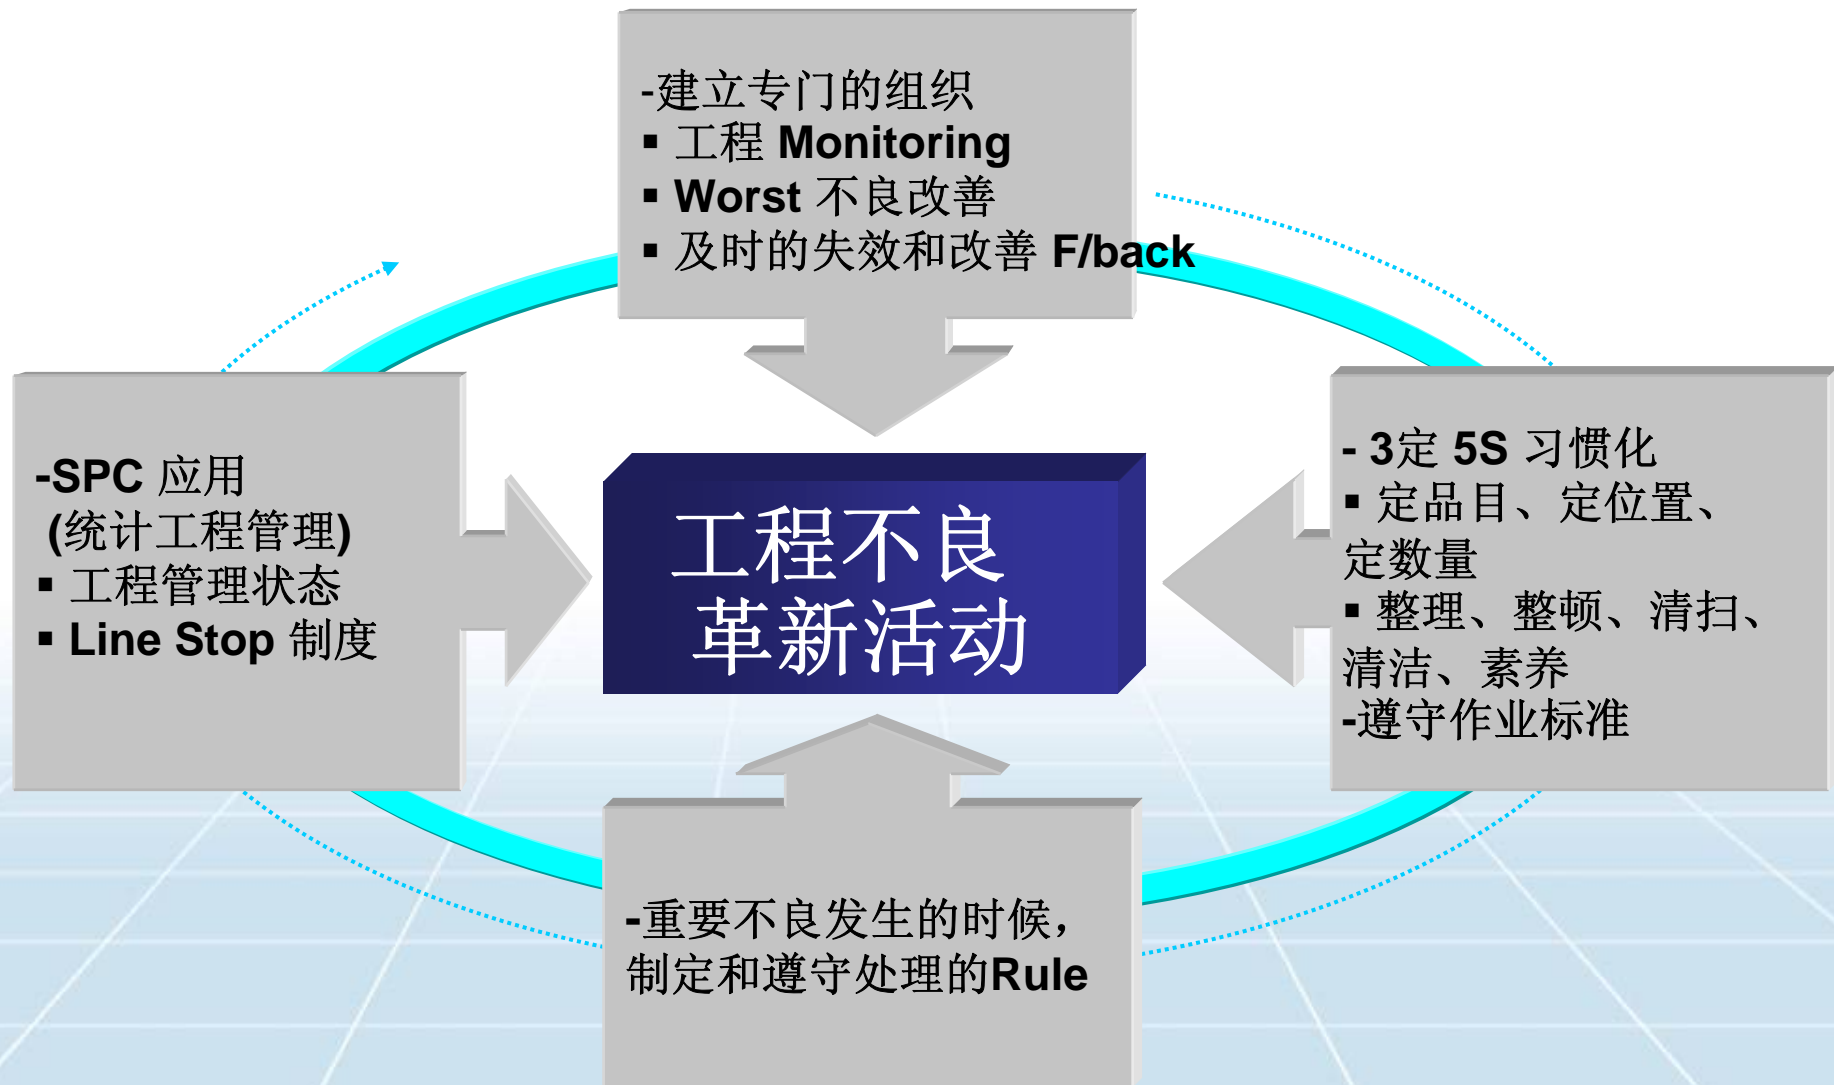 -建立专门的组织
▪ 工程 Monitoring
▪ Worst 不良改善
▪ 及时的失效和改善 F/back
-SPC 应用
(统计工程管理)
▪ 工程管理状态
▪ Line Stop 制度
工程不良
革新活动
- 3定 5S 习惯化
▪ 定品目、定位置、
定数量
▪ 整理、整顿、清扫、
清洁、素养
-遵守作业标准
-重要不良发生的时候，
制定和遵守处理的Rule